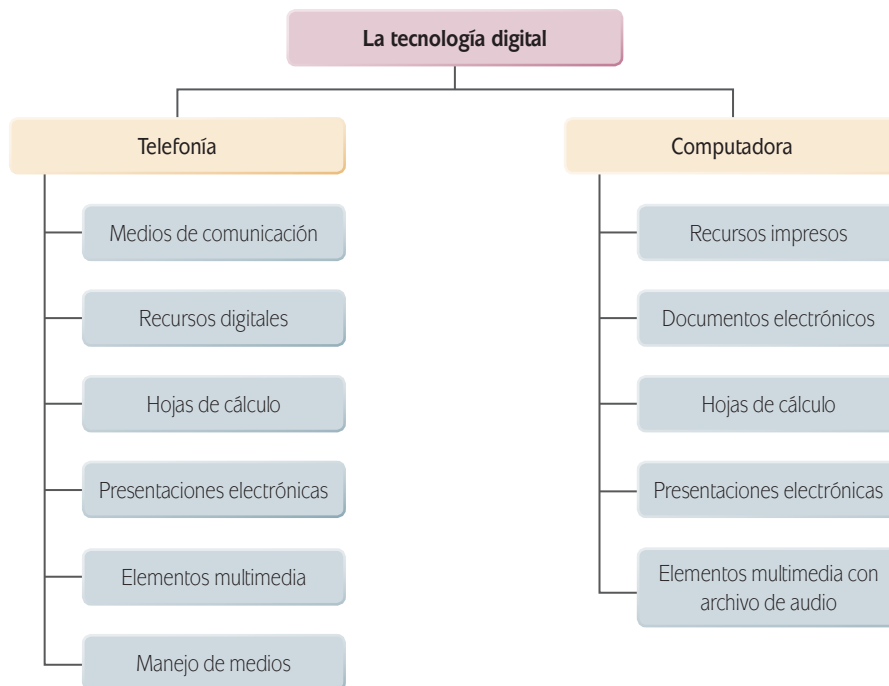 La tecnología digital
Telefonía
Medios de comunicación
Recursos digitales
Hojas de cálculo
Presentaciones electrónicas
Elementos multimedia
Manejo de medios
Computadora
Recursos impresos
Documentos electrónicos
Hojas de cálculo
Presentaciones electrónicas
Elementos multimedia con
archivo de audio